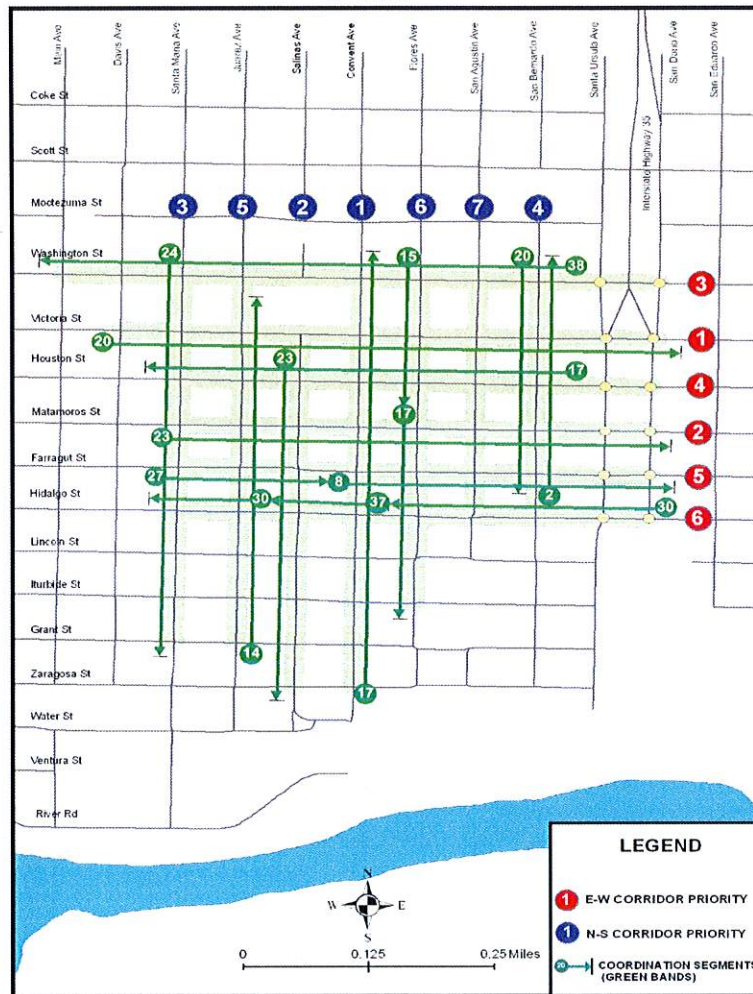 Main Ave
Davis Ave
Santa Maria Ave
Juarez Ave
Salinas Ave
Convent Ave
Flores Ave
San Agustin Ave
San Bernardo Ave
Santa Ursula Ave
San Dario Ave
San Eduardo Ave
Interstate Highway 35
Coke St
Scott St
Moctezuma St
3 5 2 1 6 7 4
Washington St
24 15 20 38
3
Victoria St
1
20
Houston St
23 17
4
Matamoros St
17
2
23
Farragut St
27 8
5
Hidalgo St
30 37 2 30
6
Lincoln St
Iturbide St
Grant St
14
Zaragosa St
17
Water St
Ventura St
River Rd
N
W E
S
0 0.125 0.25 Miles
LEGEND
1 E-W CORRIDOR PRIORITY
1 N-S CORRIDOR PRIORITY
20 COORDINATION SEGMENTS
(GREEN BANDS)